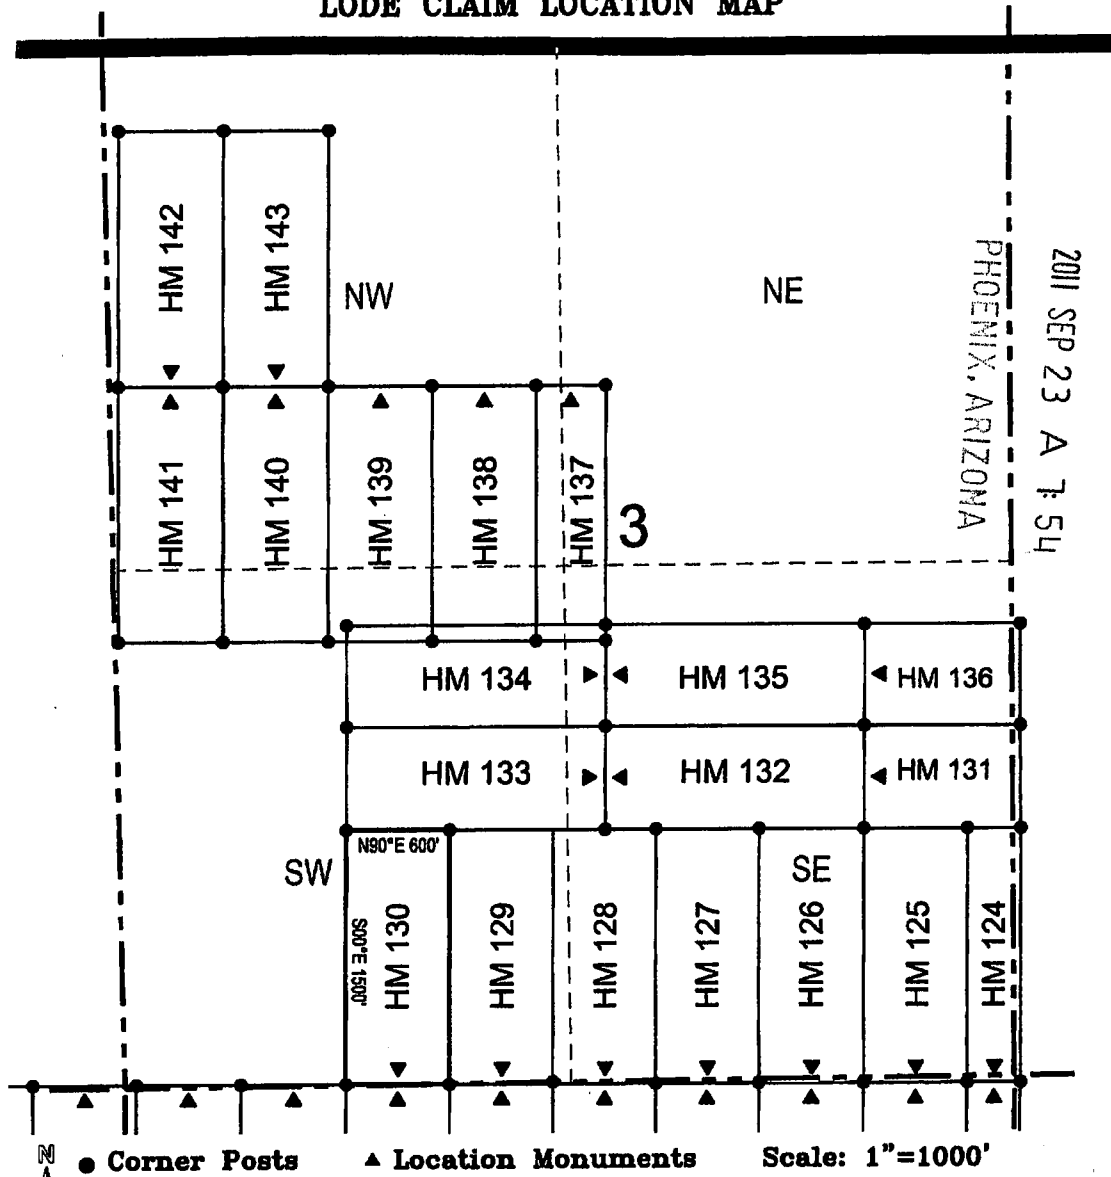 LODE CLAIM LOCATION MAP
HM 142
HM 143
NW
NE
2011 SEP 23 A 7:54
PHOENIX, ARIZONA
HM 141
HM 140
HM 139
HM 138
HM 137
3
HM 134
HM 135
HM 136
HM 133
HM 132
HM 131
N90°E 600'
SW
SE
S00°E 1500'
HM 130
HM 129
HM 128
HM 127
HM 126
HM 125
HM 124
N
Corner Posts
Location Monuments
Scale: 1"=1000'